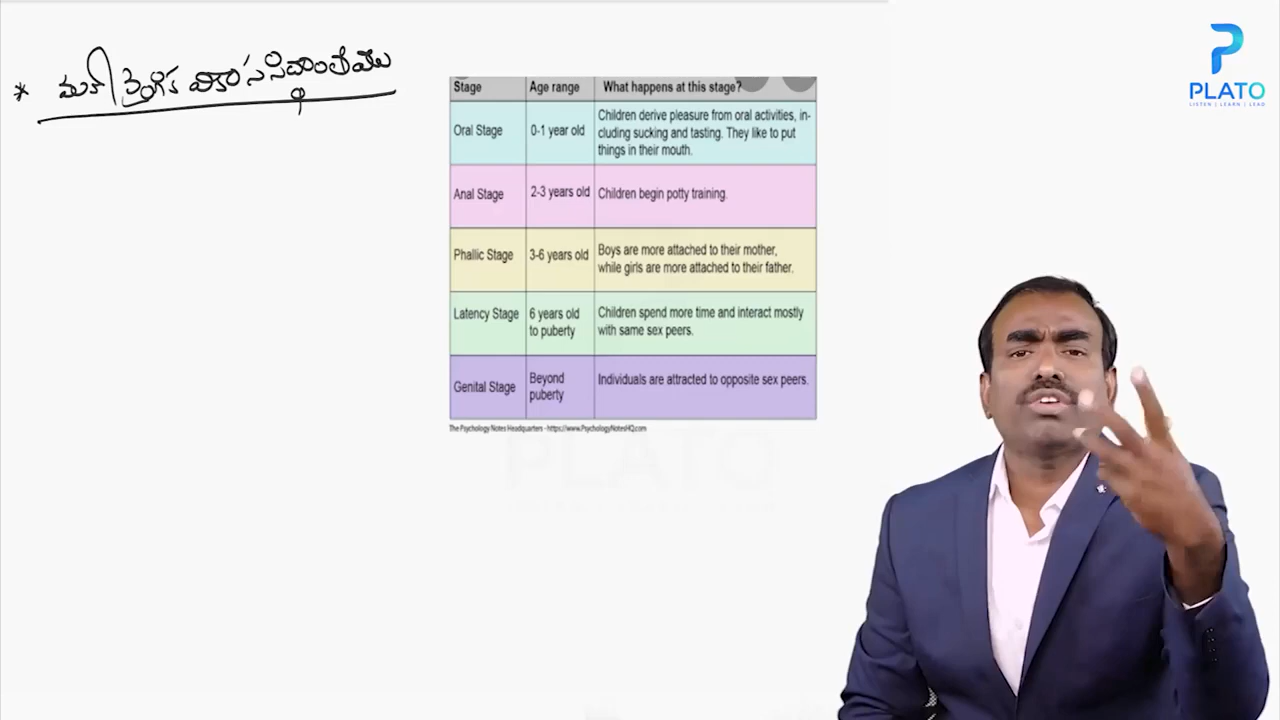 * మనో లైంగిక వికాస సిద్ధాంతము
PLATO
LISTEN | LEARN | LEAD
Stage Age range What happens at this stage?
Oral Stage 0-1 year old Children derive pleasure from oral activities, in-
cluding sucking and tasting. They like to put
things in their mouth.
Anal Stage 2-3 years old Children begin potty training.
Phallic Stage 3-6 years old Boys are more attached to their mother,
while girls are more attached to their father.
Latency Stage 6 years old to puberty Children spend more time and interact mostly
with same sex peers.
Genital Stage Beyond puberty Individuals are attracted to opposite sex peers.
The Psychology Notes Headquarters - https://www.PsychologyNotesHQ.com
PLATO